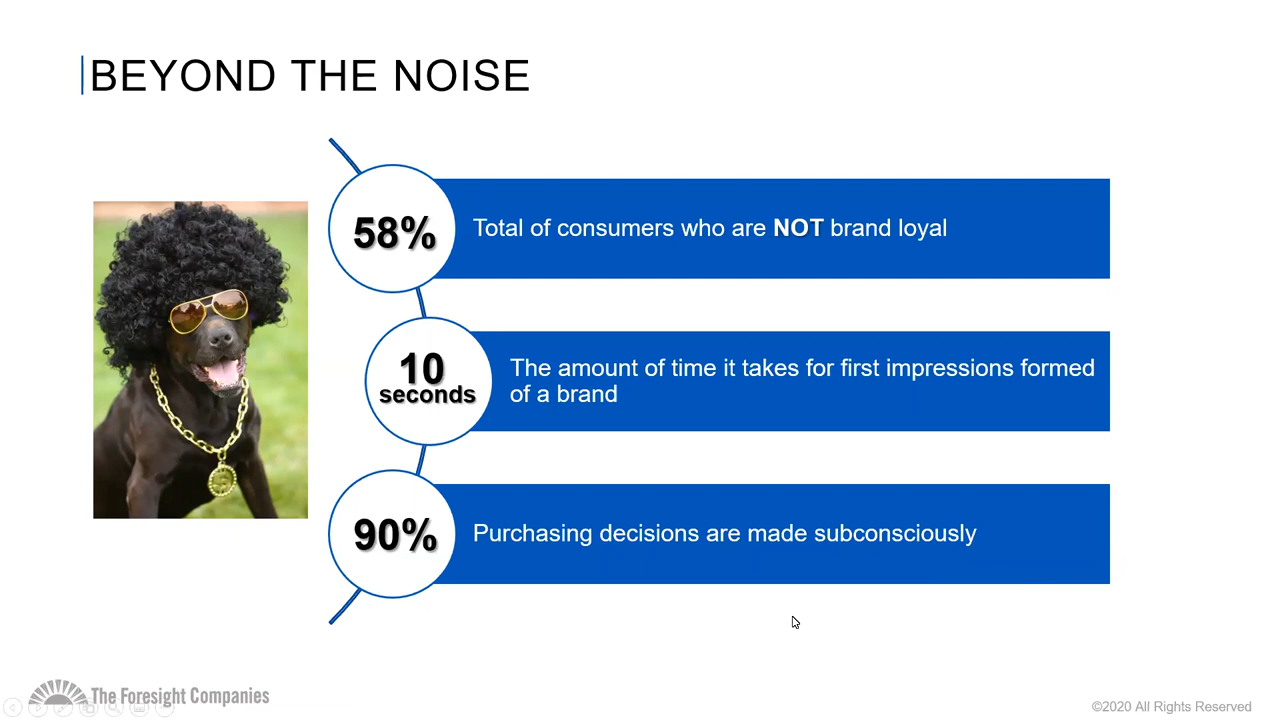 BEYOND THE NOISE
58%
Total of consumers who are NOT brand loyal
10
seconds
The amount of time it takes for first impressions formed
of a brand
90%
Purchasing decisions are made subconsciously
The Foresight Companies
©2020 All Rights Reserved